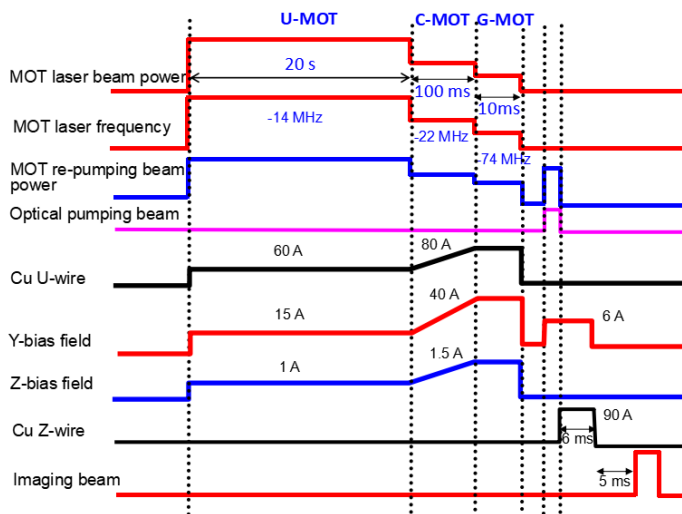 U-MOT C-MOT G-MOT
MOT laser beam power
20 s
100 ms
10ms
MOT laser frequency
-14 MHz
-22 MHz
-74 MHz
MOT re-pumping beam
power
Optical pumping beam
Cu U-wire
60 A
80 A
Y-bias field
15 A
40 A
6 A
Z-bias field
1 A
1.5 A
Cu Z-wire
90 A
6 ms
Imaging beam
5 ms